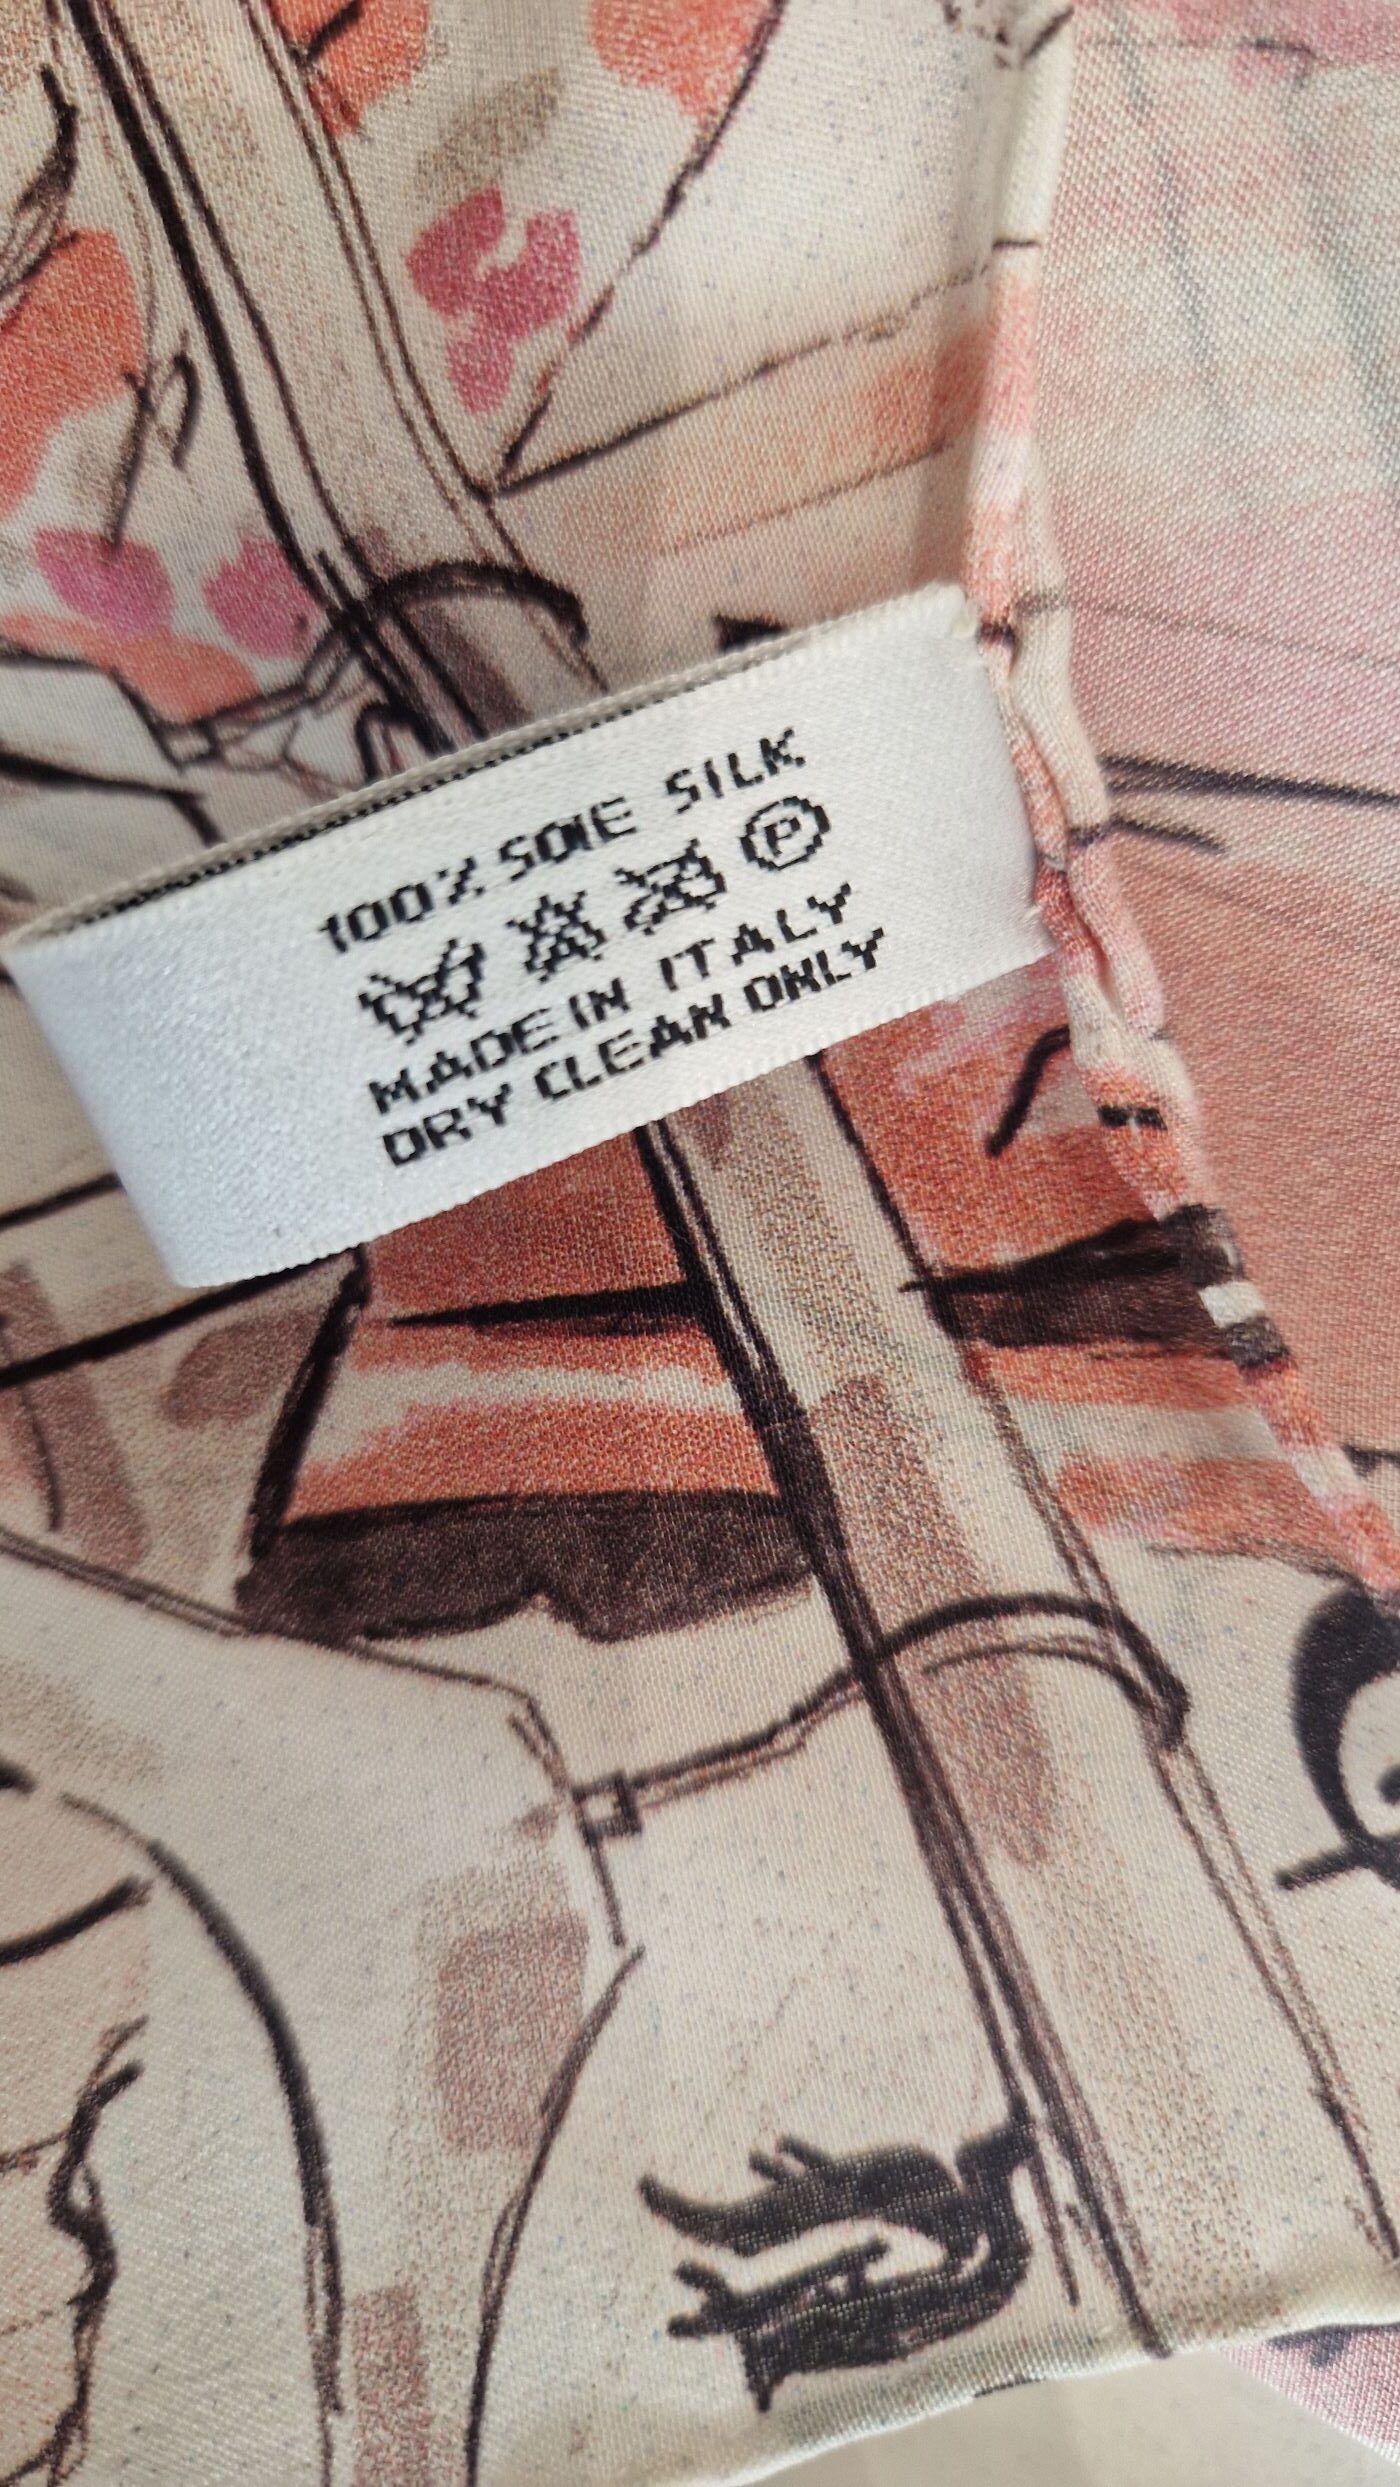 100% SOIE SILK
P
MADE IN ITALY
DRY CLEAN ONLY